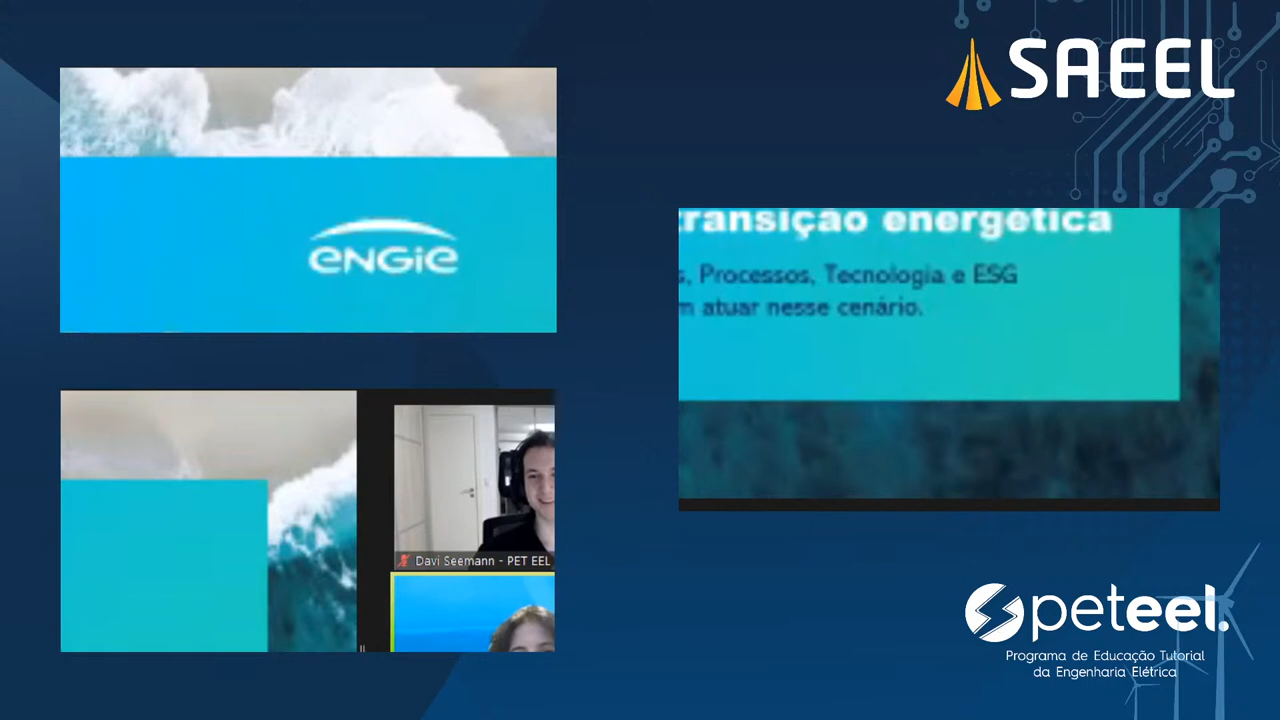 SAEEL
ENGIE
transição energética
s, Processos, Tecnologia e ESG
m atuar nesse cenário.
Davi Seemann - PET EEL
peteel.
Programa de Educação Tutorial
da Engenharia Elétrica